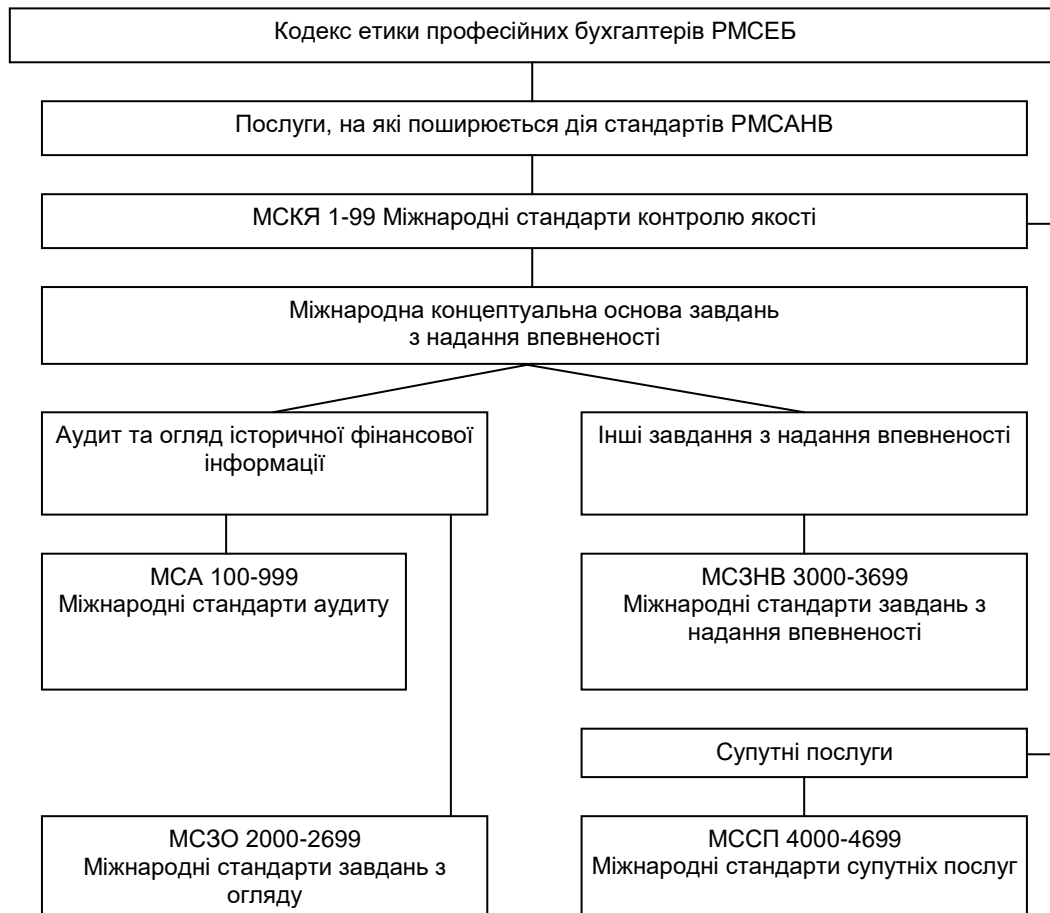 Кодекс етики професійних бухгалтерів РМСЕБ
Послуги, на які поширюється дія стандартів РМСАНВ
МСКЯ 1-99 Міжнародні стандарти контролю якості
Міжнародна концептуальна основа завдань
з надання впевненості
Аудит та огляд історичної фінансової
інформації
Інші завдання з надання впевненості
МСА 100-999
Міжнародні стандарти аудиту
МСЗНВ 3000-3699
Міжнародні стандарти завдань з
надання впевненості
Супутні послуги
МСЗО 2000-2699
Міжнародні стандарти завдань з
огляду
МССП 4000-4699
Міжнародні стандарти супутніх послуг